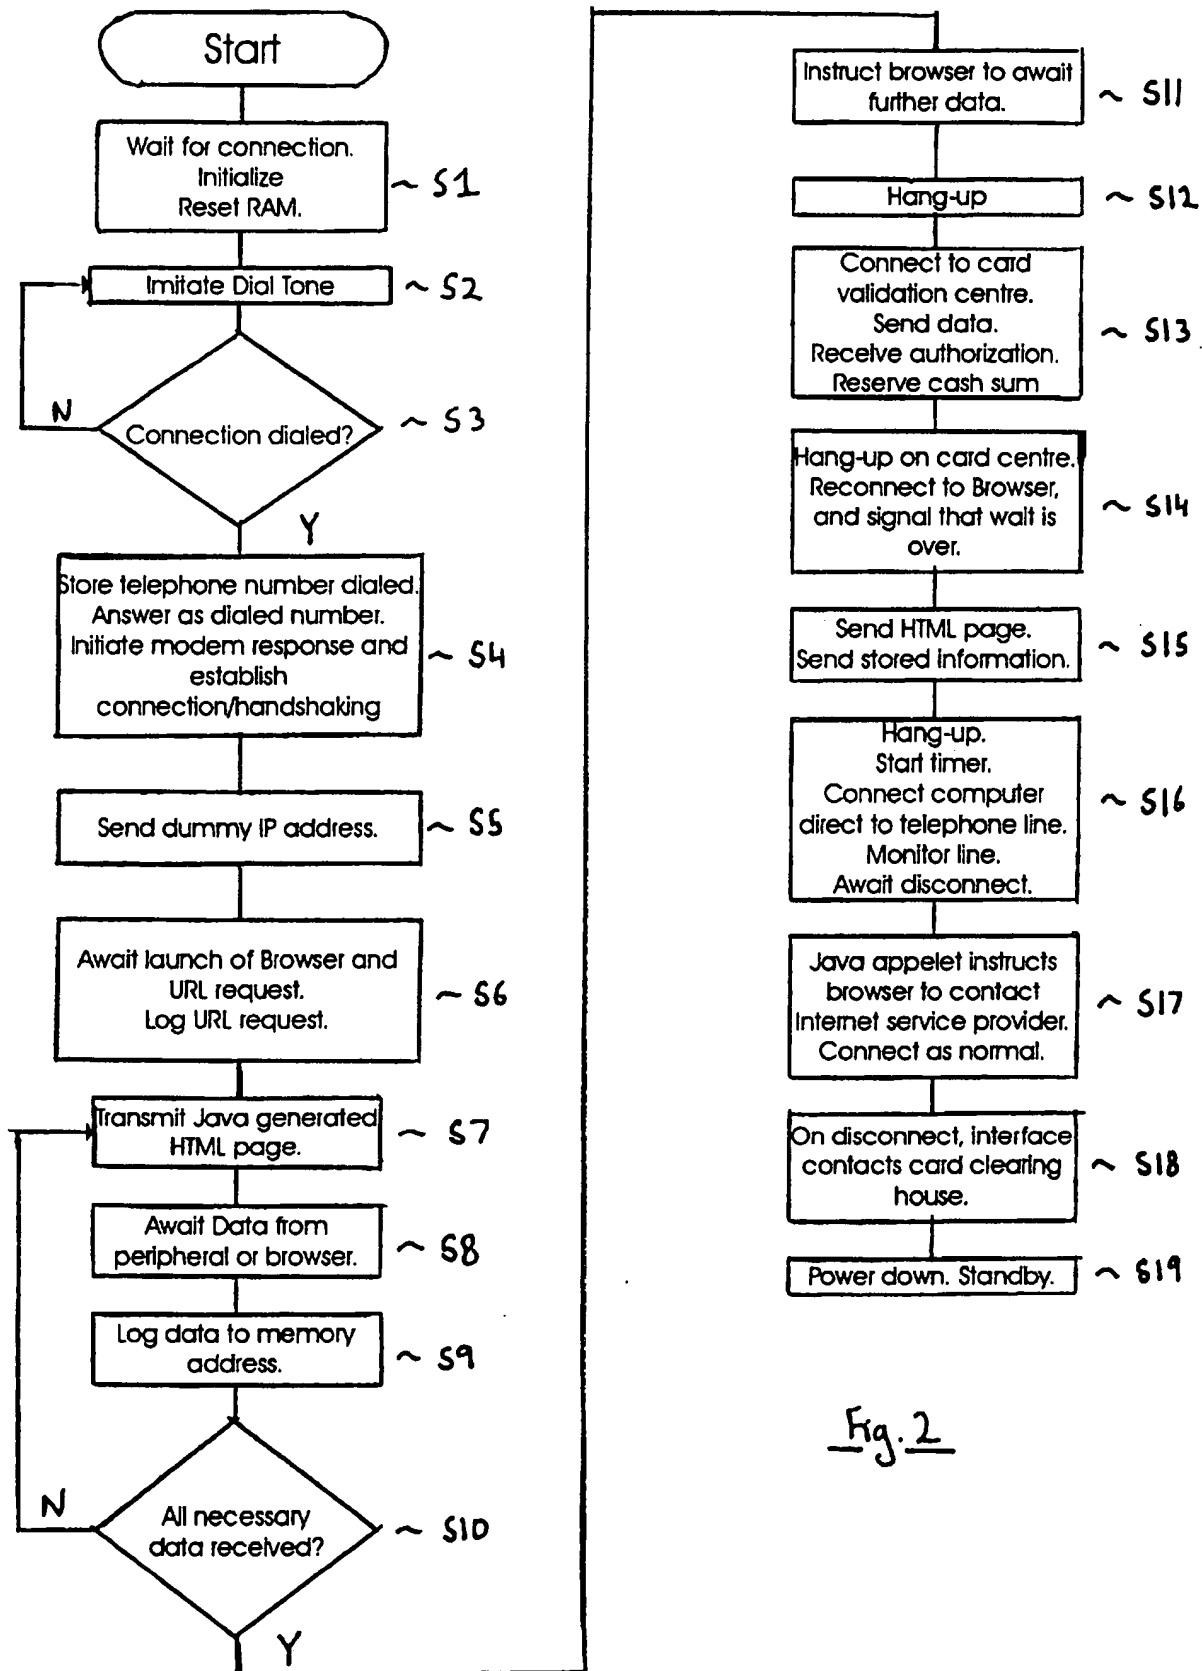 Start
Wait for connection.
Initialize
Reset RAM.
~ S1
Imitate Dial Tone
~ S2
N
Connection dialed?
~ S3
Y
Store telephone number dialed.
Answer as dialed number.
Initiate modem response and
establish
connection/handshaking
~ S4
Send dummy IP address.
~ S5
Await launch of Browser and
URL request.
Log URL request.
~ S6
Transmit Java generated
HTML page.
~ S7
Await Data from
peripheral or browser.
~ S8
Log data to memory
address.
~ S9
N
All necessary
data received?
~ S10
Y
Instruct browser to await
further data.
~ S11
Hang-up
~ S12
Connect to card
validation centre.
Send data.
Receive authorization.
Reserve cash sum
~ S13
Hang-up on card centre.
Reconnect to Browser,
and signal that wait is
over.
~ S14
Send HTML page.
Send stored information.
~ S15
Hang-up.
Start timer.
Connect computer
direct to telephone line.
Monitor line.
Await disconnect.
~ S16
Java appelet instructs
browser to contact
Internet service provider.
Connect as normal.
~ S17
On disconnect, interface
contacts card clearing
house.
~ S18
Power down. Standby.
~ S19
Fig. 2